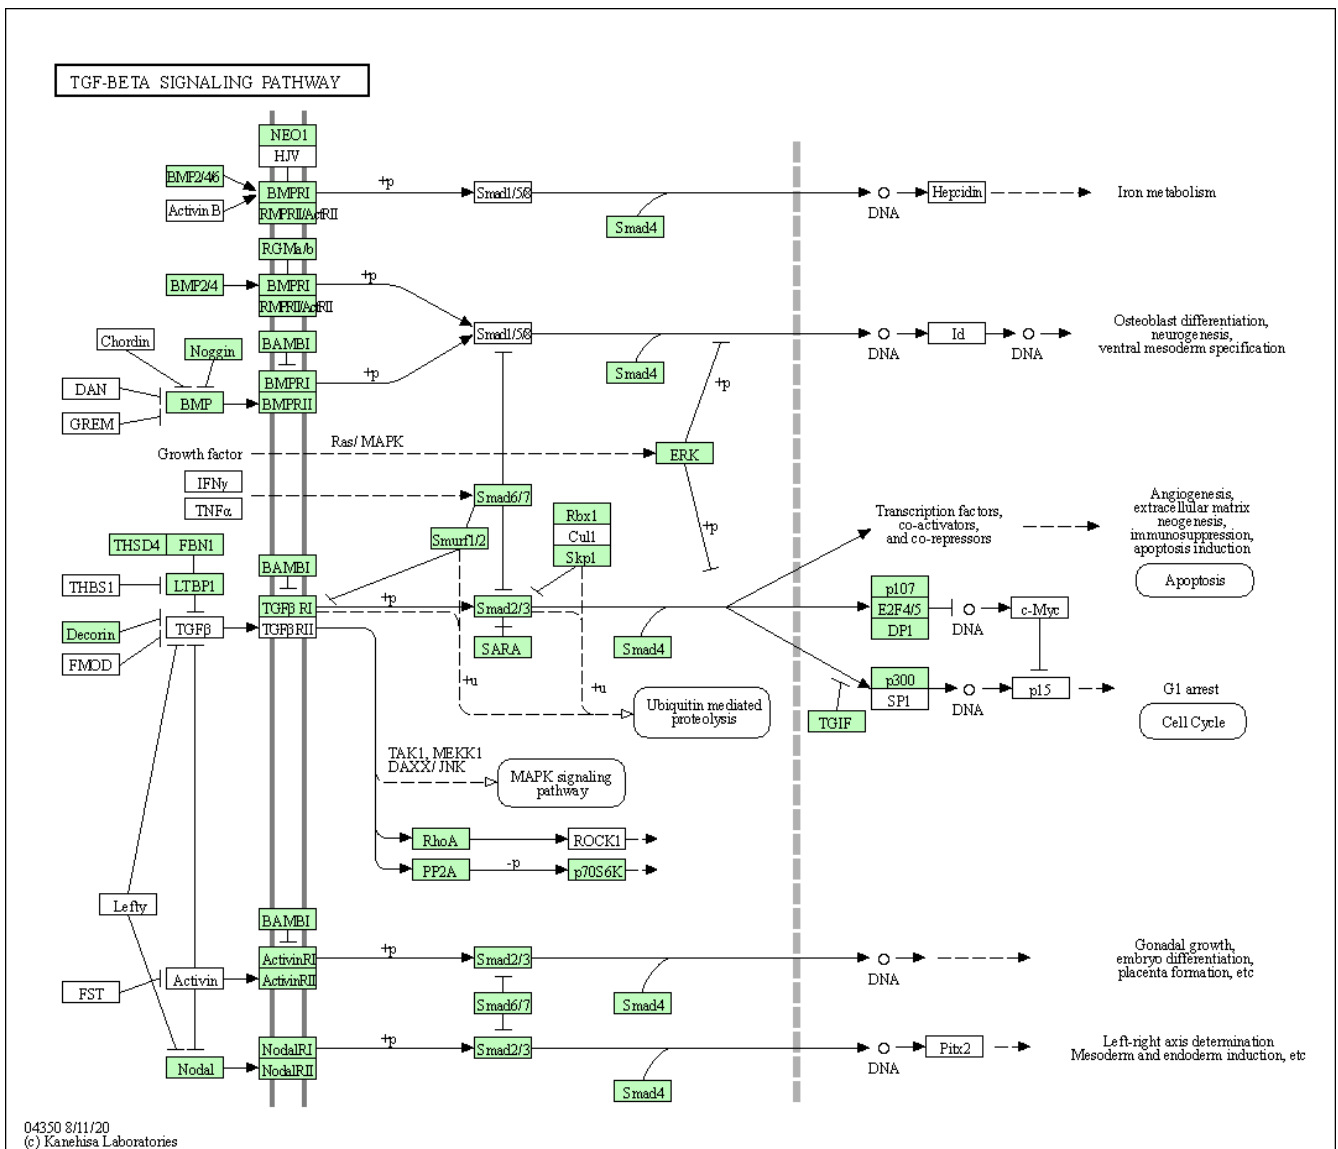 TGF-BETA SIGNALING PATHWAY
NEO1
HJV
BMP2/4/6
Activin B
BMPRI
RMPRII/ActRII
+p
Smad1/5/8
Smad4
DNA
Hepcidin
Iron metabolism
RGMa/b
BMP2/4
BMPRI
RMPRII/ActRII
+p
Smad1/5/8
Smad4
DNA
Id
DNA
Osteoblast differentiation,
neurogenesis,
ventral mesoderm specification
Chordin
Noggin
BAMBI
DAN
GREM
BMP
BMPRI
BMPRII
+p
+p
Growth factor
Ras/ MAPK
ERK
IFNγ
TNFα
Smad6/7
Smurf1/2
Rbx1
Cul1
Skp1
+p
Transcription factors,
co-activators,
and co-repressors
Angiogenesis,
extracellular matrix
neogenesis,
immunosuppression,
apoptosis induction
Apoptosis
THSD4
FBN1
THBS1
LTBP1
BAMBI
Decorin
FMOD
TGFβ
TGFβ RI
TGFβ RII
+p
Smad2/3
SARA
Smad4
p107
E2F4/5
DP1
DNA
c-Myc
+u
+u
Ubiquitin mediated
proteolysis
p300
SP1
TGIF
DNA
p15
G1 arrest
Cell Cycle
TAK1, MEKK1
DAXX/ JNK
MAPK signaling
pathway
RhoA
ROCK1
PP2A
-p
p70S6K
Lefty
BAMBI
FST
Activin
ActivinRI
ActivinRII
+p
Smad2/3
Smad6/7
Smad4
DNA
Gonadal growth,
embryo differentiation,
placenta formation, etc
Nodal
NodalRI
NodalRII
+p
Smad2/3
Smad4
DNA
Pitx2
Left-right axis determination
Mesoderm and endoderm induction, etc
04350 8/11/20
(c) Kanehisa Laboratories